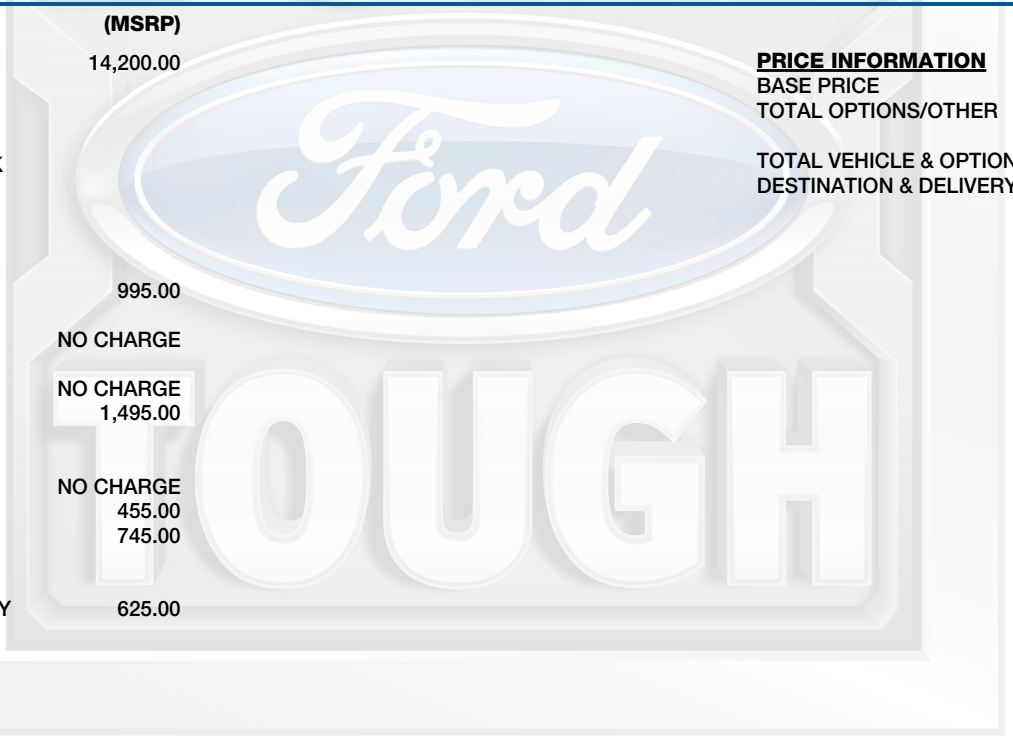 (MSRP)
14,200.00
K
995.00
NO CHARGE
NO CHARGE
1,495.00
NO CHARGE
455.00
745.00
Y 625.00
PRICE INFORMATION
BASE PRICE
TOTAL OPTIONS/OTHER
TOTAL VEHICLE & OPTION
DESTINATION & DELIVERY
Ford
TOUGH